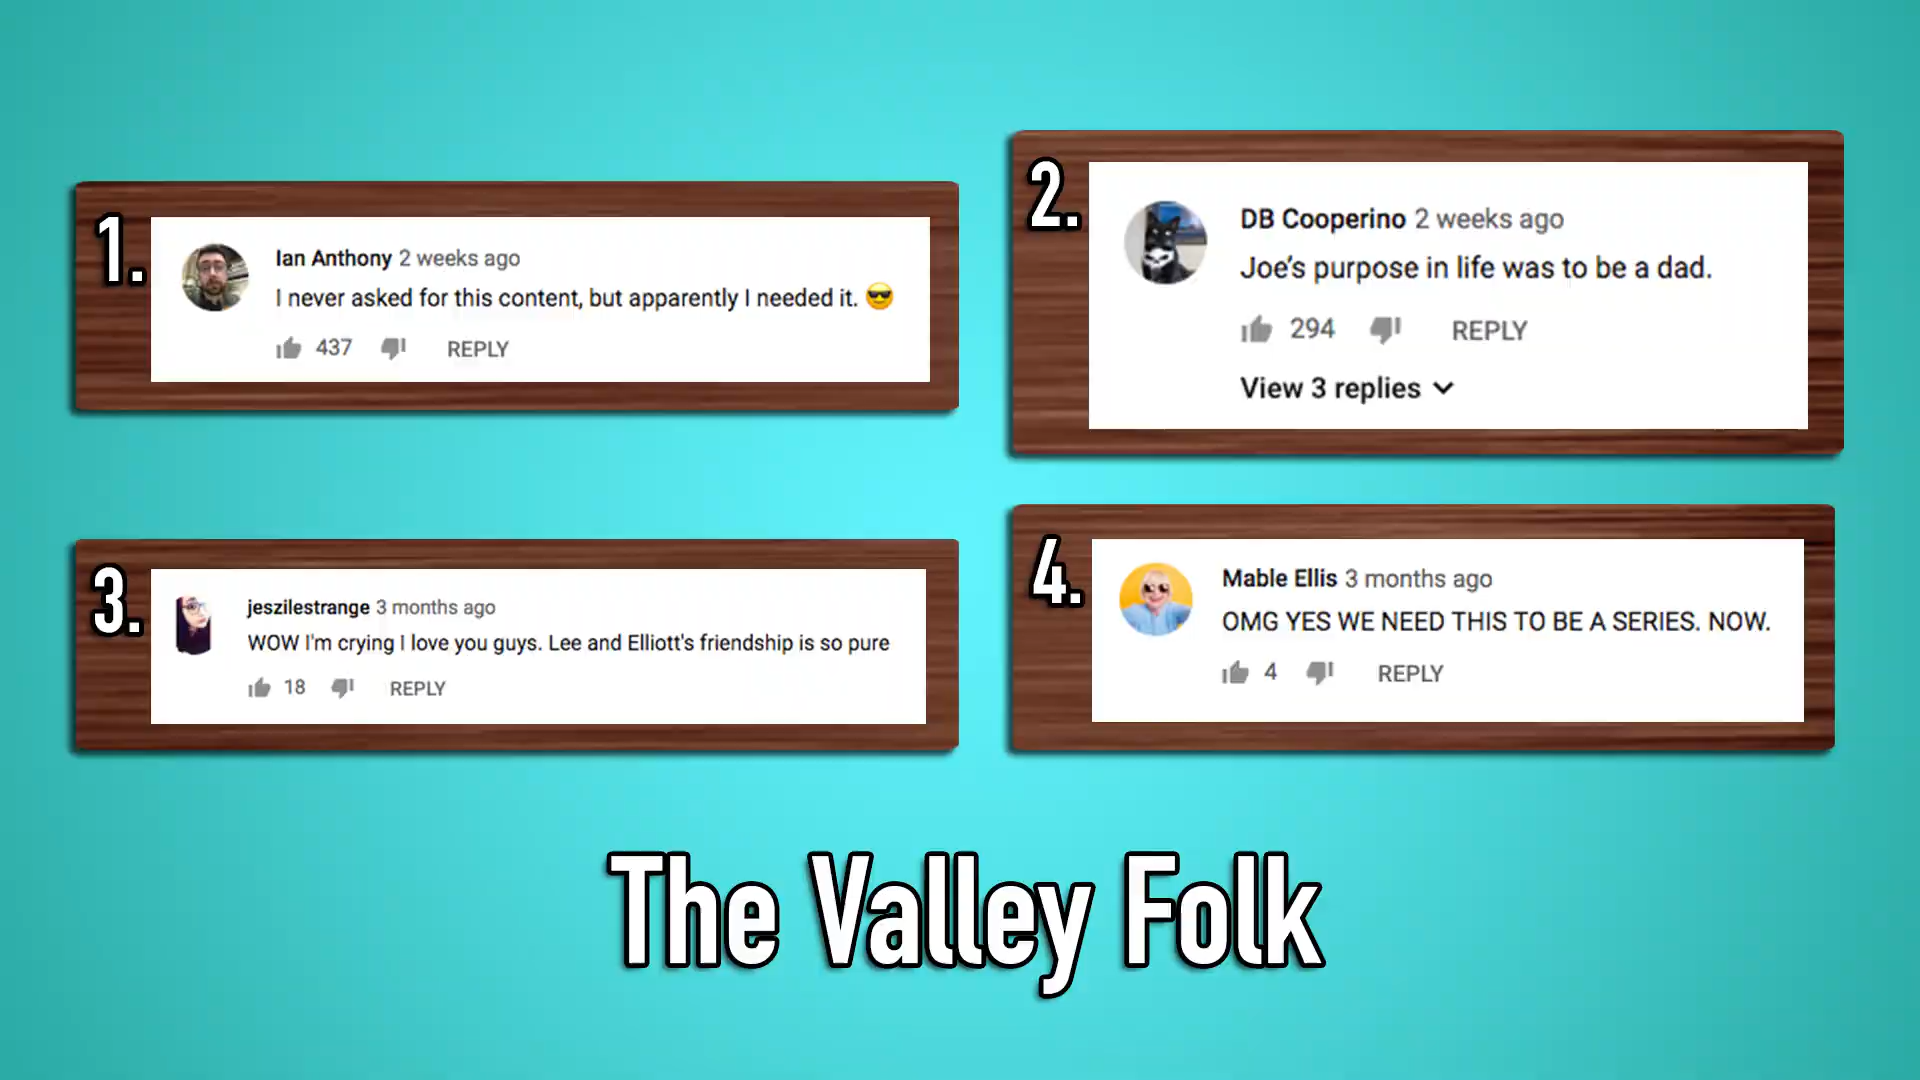 1.
Ian Anthony 2 weeks ago
I never asked for this content, but apparently I needed it. 😎
437 REPLY
2.
DB Cooperino 2 weeks ago
Joe's purpose in life was to be a dad.
294 REPLY
View 3 replies
3.
jeszilestrange 3 months ago
WOW I'm crying I love you guys. Lee and Elliott's friendship is so pure
18 REPLY
4.
Mable Ellis 3 months ago
OMG YES WE NEED THIS TO BE A SERIES. NOW.
4 REPLY
The Valley Folk